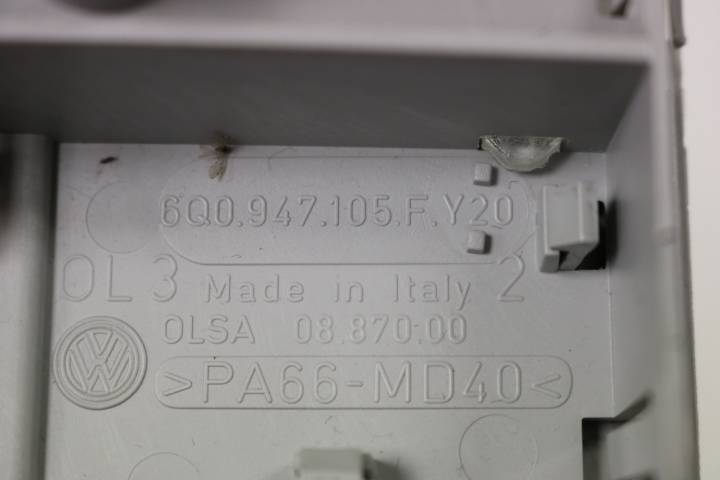 6Q0.947.105.F.Y20
OL 3 Made in Italy 2
OLSA 08.870.00
>PA66-MD40<